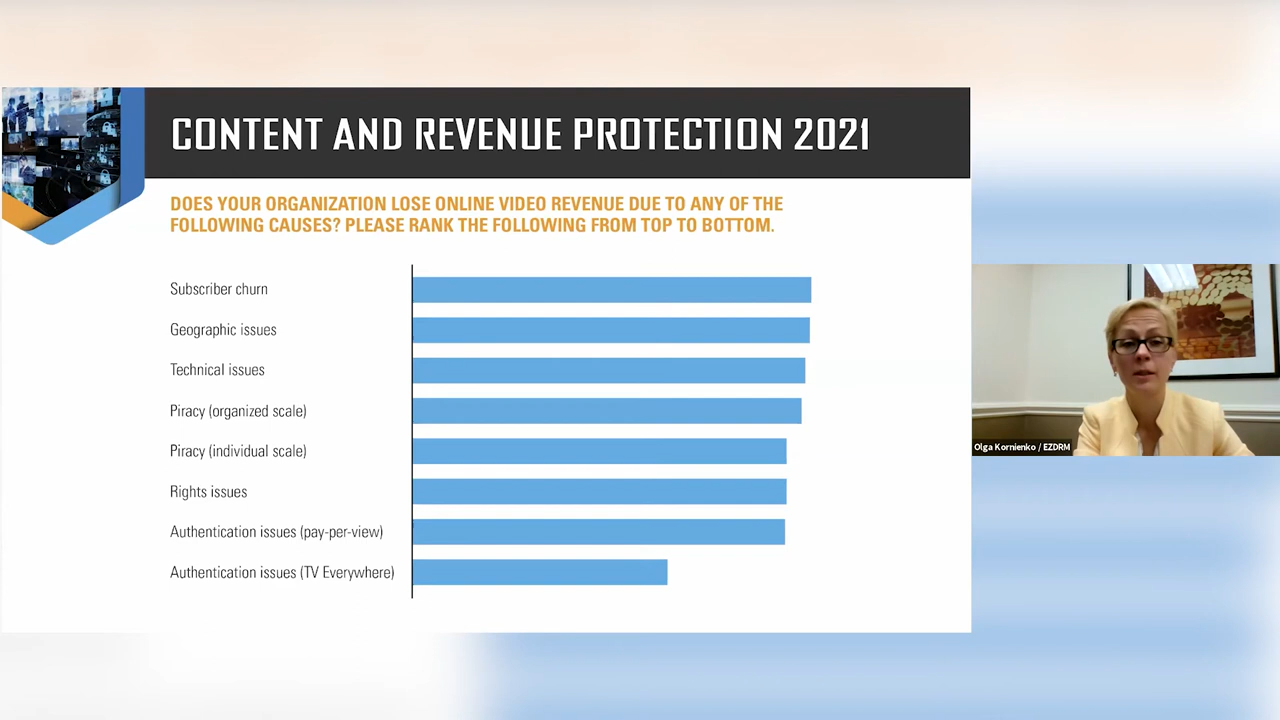 CONTENT AND REVENUE PROTECTION 2021
DOES YOUR ORGANIZATION LOSE ONLINE VIDEO REVENUE DUE TO ANY OF THE
FOLLOWING CAUSES? PLEASE RANK THE FOLLOWING FROM TOP TO BOTTOM.
Subscriber churn
Geographic issues
Technical issues
Piracy (organized scale)
Piracy (individual scale)
Rights issues
Authentication issues (pay-per-view)
Authentication issues (TV Everywhere)
Olga Kornienko / EZDRM